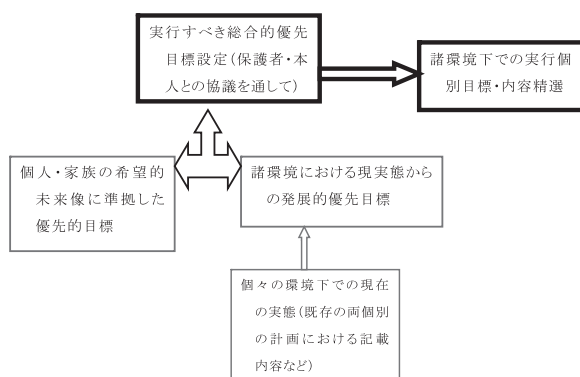 実行すべき総合的優先
目標設定(保護者・本
人との協議を通して)
諸環境下での実行個
別目標・内容精選
個人・家族の希望的
未来像に準拠した
優先的目標
諸環境における現実態から
の発展的優先目標
個々の環境下での現在
の実態(既存の両個別
の計画における記載
内容など)